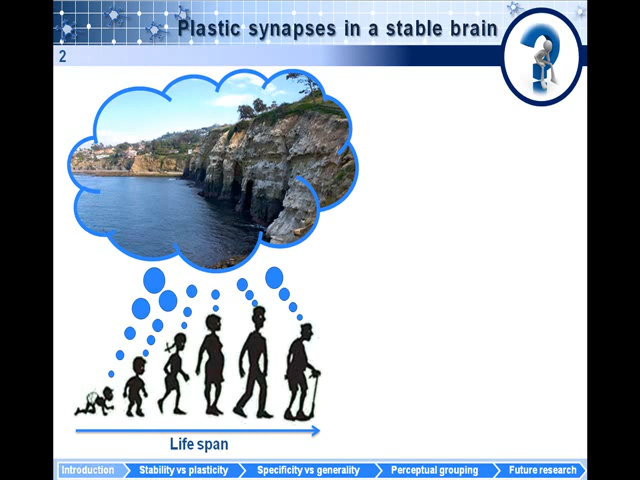 Plastic synapses in a stable brain
2
Life span
Introduction
Stability vs plasticity
Specificity vs generality
Perceptual grouping
Future research